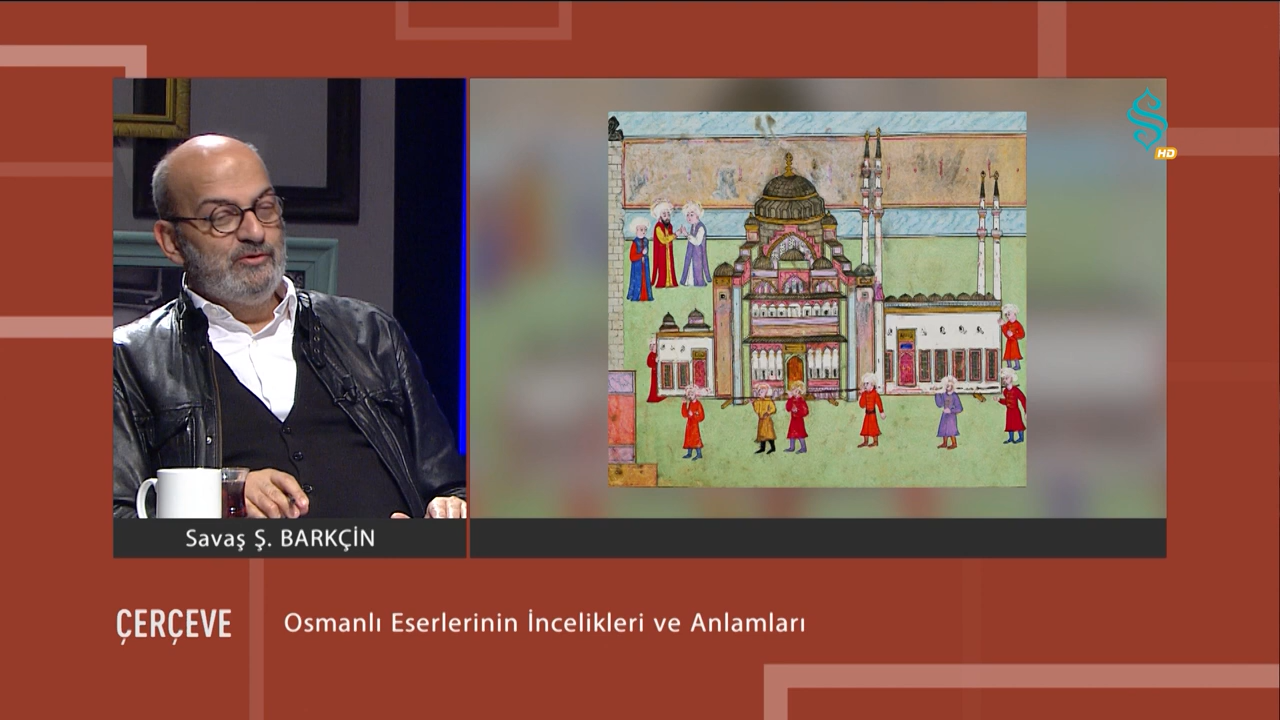 HD
Savaş Ş. BARKÇİN
ÇERÇEVE
Osmanlı Eserlerinin İncelikleri ve Anlamları